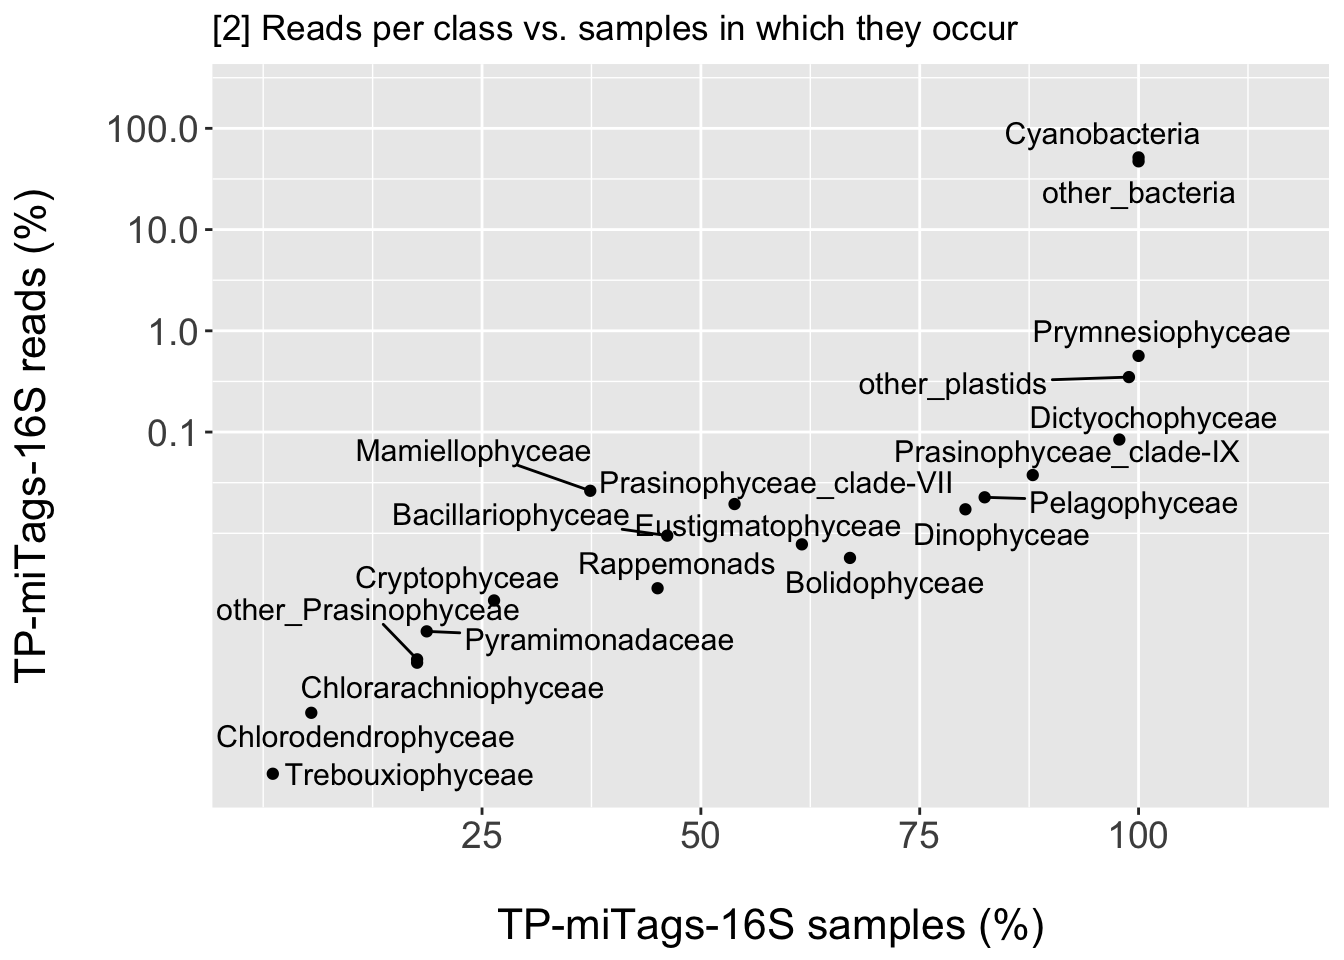 [2] Reads per class vs. samples in which they occur
TP-miTags-16S reads (%)
100.0
10.0
1.0
0.1
Cyanobacteria
other_bacteria
Prymnesiophyceae
other_plastids
Dictyochophyceae
Mamiellophyceae
Prasinophyceae_clade-IX
Prasinophyceae_clade-VII
Pelagophyceae
Bacillariophyceae
Eustigmatophyceae
Dinophyceae
Rappemonads
Cryptophyceae
Bolidophyceae
other_Prasinophyceae
Pyramimonadaceae
Chlorarachniophyceae
Chlorodendrophyceae
Trebouxiophyceae
25 50 75 100
TP-miTags-16S samples (%)